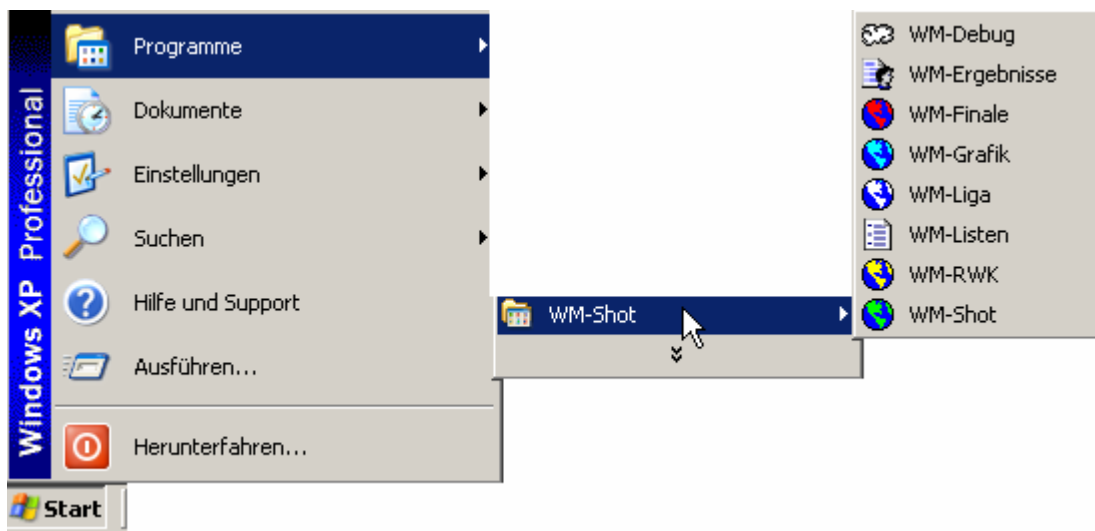 Windows XP Professional
Programme
Dokumente
Einstellungen
Suchen
Hilfe und Support
Ausführen...
Herunterfahren...
Start
WM-Shot
WM-Debug
WM-Ergebnisse
WM-Finale
WM-Grafik
WM-Liga
WM-Listen
WM-RWK
WM-Shot